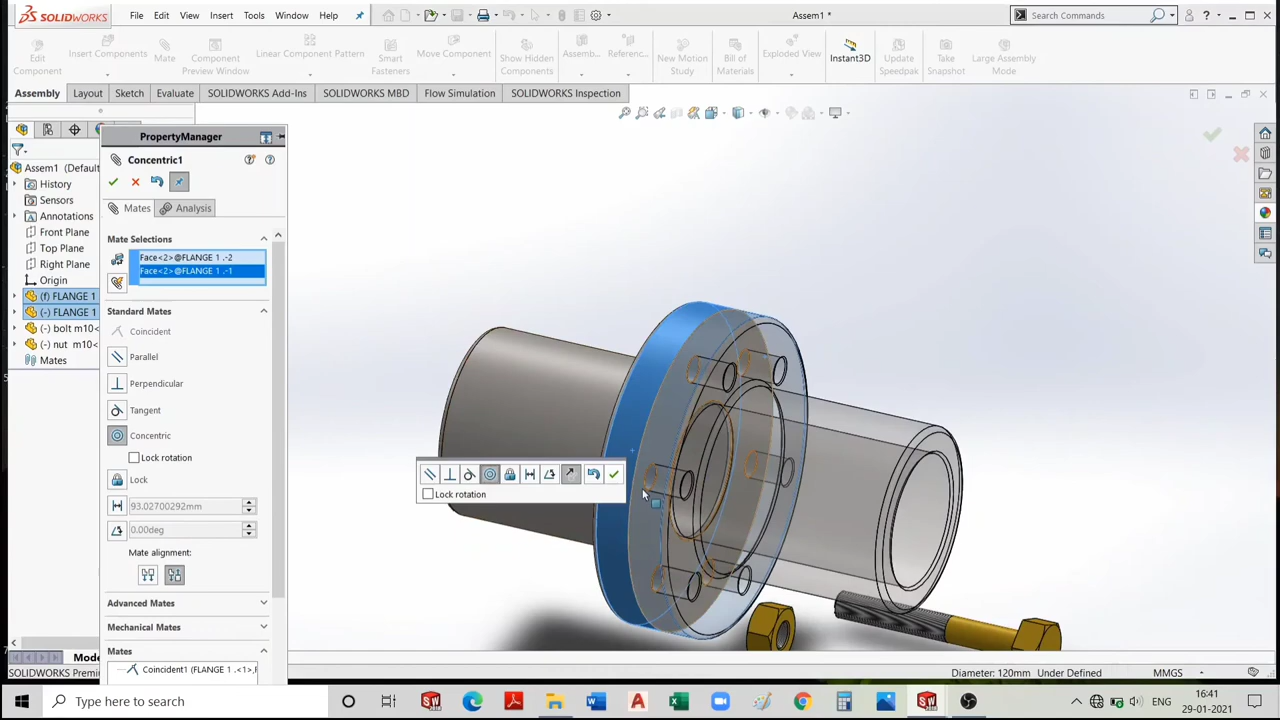 SOLIDWORKS File Edit View Insert Tools Window Help Assem1 * Search Commands
Edit Component Insert Components Mate Component Preview Window Linear Component Pattern Smart Fasteners Move Component Show Hidden Components Assemb... Referenc... New Motion Study Bill of Materials Exploded View Instant3D Update Speedpak Take Snapshot Large Assembly Mode
Assembly Layout Sketch Evaluate SOLIDWORKS Add-Ins SOLIDWORKS MBD Flow Simulation SOLIDWORKS Inspection
PropertyManager
Concentric1
Mates Analysis
Mate Selections
Face<2>@FLANGE 1 .-2
Face<2>@FLANGE 1 .-1
Standard Mates
Coincident
Parallel
Perpendicular
Tangent
Concentric
Lock rotation
Lock
93.02700292mm
0.00deg
Mate alignment:
Advanced Mates
Mechanical Mates
Mates
Coincident1 (FLANGE 1 .<1>,F
Assem1 (Default
History
Sensors
Annotations
Front Plane
Top Plane
Right Plane
Origin
(f) FLANGE 1
(-) FLANGE 1
(-) bolt m10<
(-) nut m10<
Mates
Lock rotation
Mode
SOLIDWORKS Premi
Diameter: 120mm Under Defined MMGS
Type here to search
16:41
29-01-2021